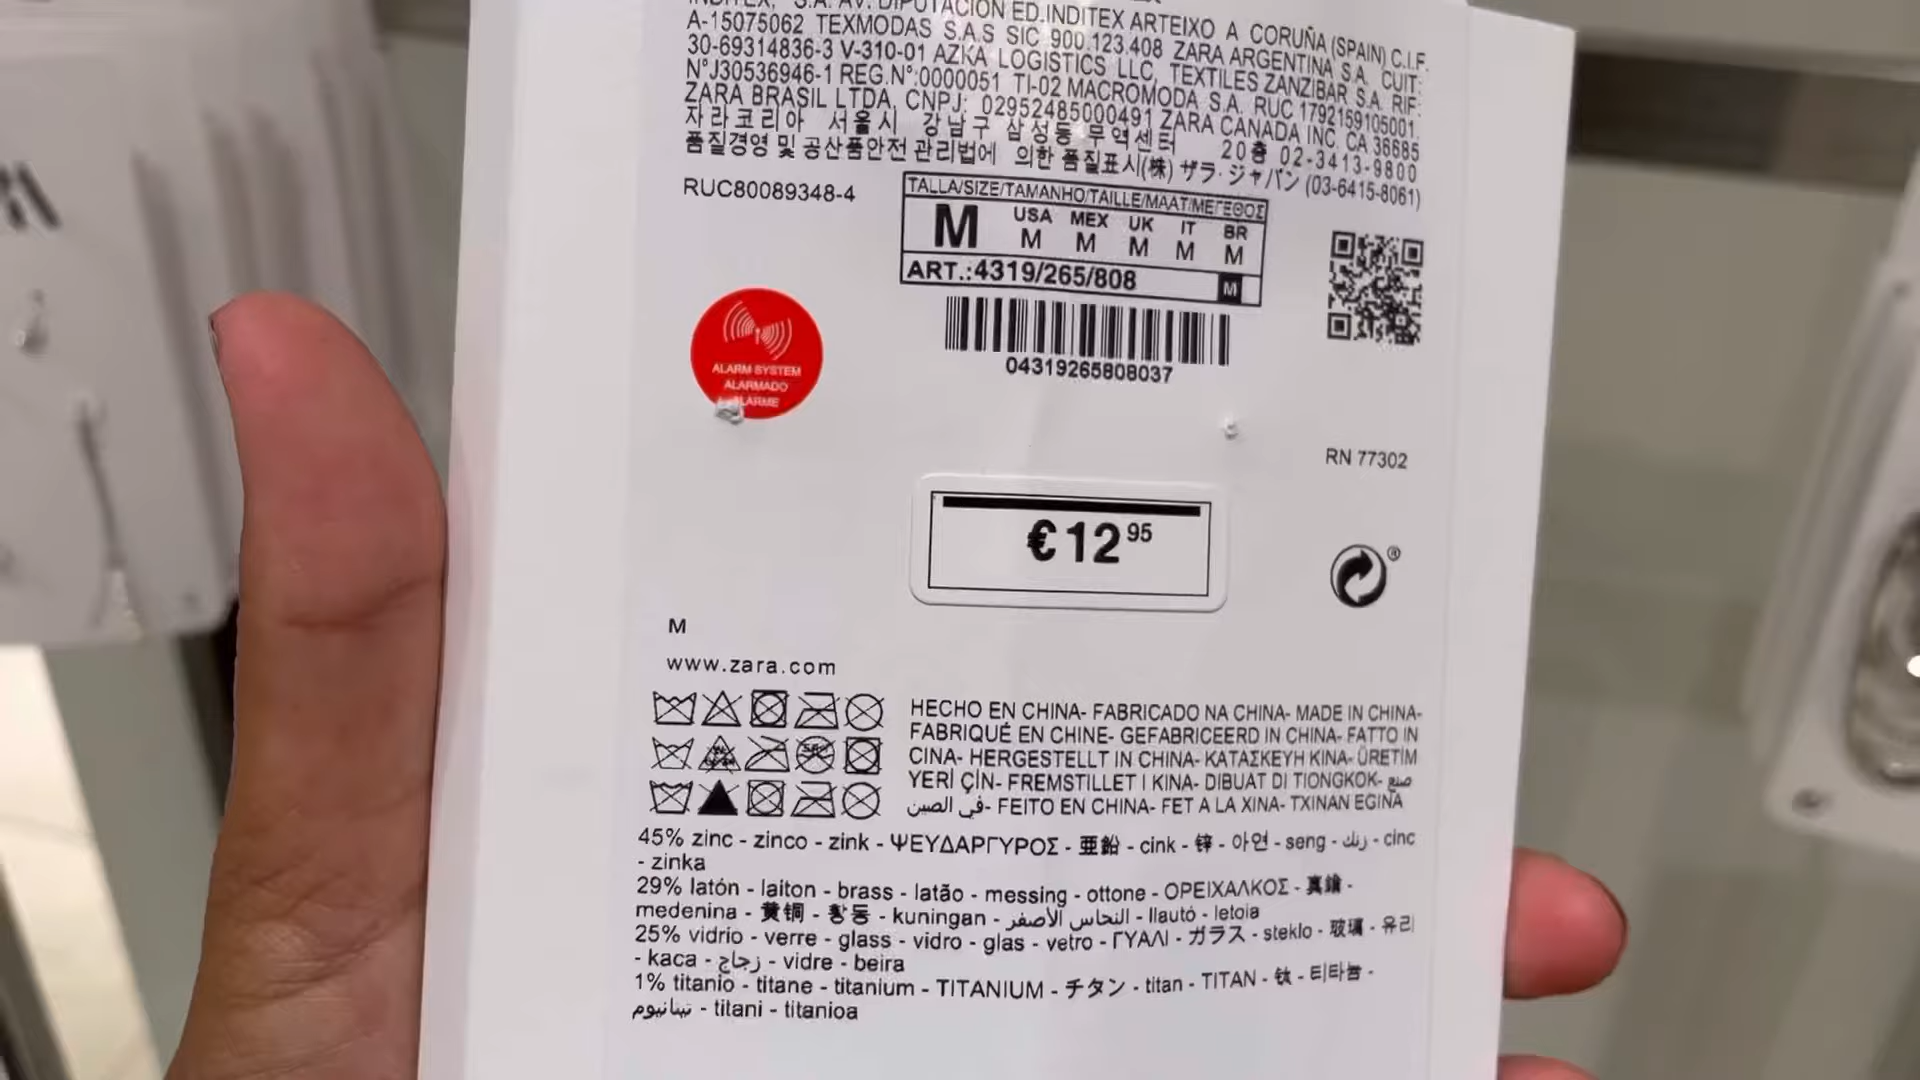 INDITEX, S.A. AV. DIPUTACIÓN ED.INDITEX ARTEIXO A CORUÑA (SPAIN) C.I.F.
A-15075062 TEXMODAS S.A.S SIC 900.123.408 ZARA ARGENTINA S.A. CUIT:
30-69314836-3 V-310-01 AZKA LOGISTICS LLC, TEXTILES ZANZIBAR S.A. RIF:
N°J30536946-1 REG.N°:0000051 TI-02 MACROMODA S.A. RUC 1792159105001.
ZARA BRASIL LTDA, CNPJ: 02952485000491 ZARA CANADA INC. CA 36685
자라코리아 서울시 강남구 삼성동 무역센터 20층 02-3413-9800
품질경영 및 공산품안전 관리법에 의한 품질표시(株) ザラ·ジャパン (03-6415-8061)
RUC80089348-4
TALLA/SIZE/TAMANHO/TAILLE/MAAT/ΜΕΓΕΘΟΣ
M USA MEX UK IT BR
M M M M M
ART.:4319/265/808 M
04319265808037
ALARM SYSTEM
ALARMADO
ALARME
RN 77302
€12 95
®
M
www.zara.com
HECHO EN CHINA- FABRICADO NA CHINA- MADE IN CHINA-
FABRIQUÉ EN CHINE- GEFABRICEERD IN CHINA- FATTO IN
CINA- HERGESTELLT IN CHINA- ΚΑΤΑΣΚΕΥΗ ΚΙΝΑ- ÜRETİM
YERİ ÇİN- FREMSTILLET I KINA- DIBUAT DI TIONGKOK- صنع
في الصين- FEITO EN CHINA- FET A LA XINA- TXINAN EGINA
45% zinc - zinco - zink - ΨΕΥΔΑΡΓΥΡΟΣ - 亜鉛 - cink - 锌 - 아연 - seng - زنك - cinc
- zinka
29% latón - laiton - brass - latão - messing - ottone - ΟΡΕΙΧΑΛΚΟΣ - 真鍮 -
medenina - 黄铜 - 황동 - kuningan - النحاس الأصفر - llautó - letoia
25% vidrio - verre - glass - vidro - glas - vetro - ΓΥΑΛΙ - ガラス - steklo - 玻璃 - 유리
- kaca - زجاج - vidre - beira
1% titanio - titane - titanium - TITANIUM - チタン - titan - TITAN - 钛 - 티타늄 -
تيتانيوم - titani - titanioa